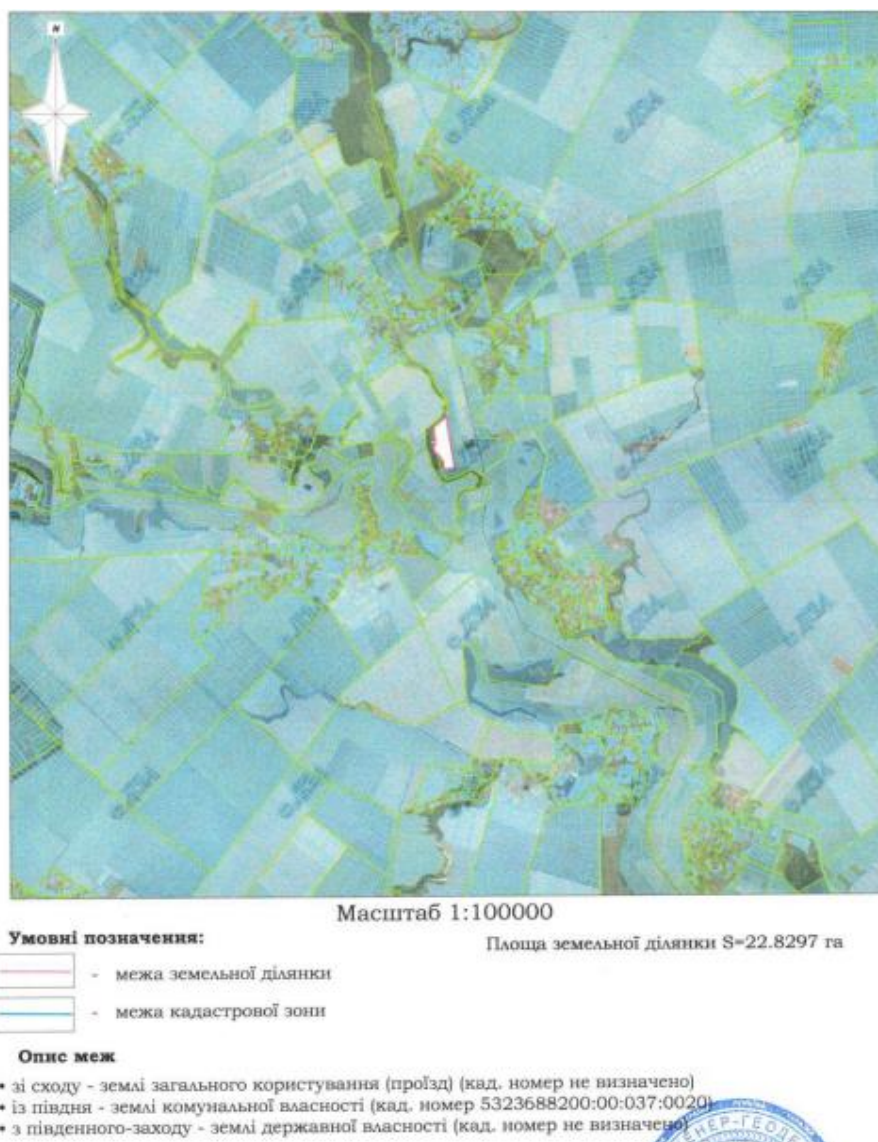 N
Масштаб 1:100000
Умовні позначення:
Площа земельної ділянки S=22.8297 га
- межа земельної ділянки
- межа кадастрової зони
Опис меж
• зі сходу - землі загального користування (проїзд) (кад. номер не визначено)
• із півдня - землі комунальної власності (кад. номер 5323688200:00:037:0020)
• з південного-заходу - землі державної власності (кад. номер не визначено)
НЕР-ГЕОД